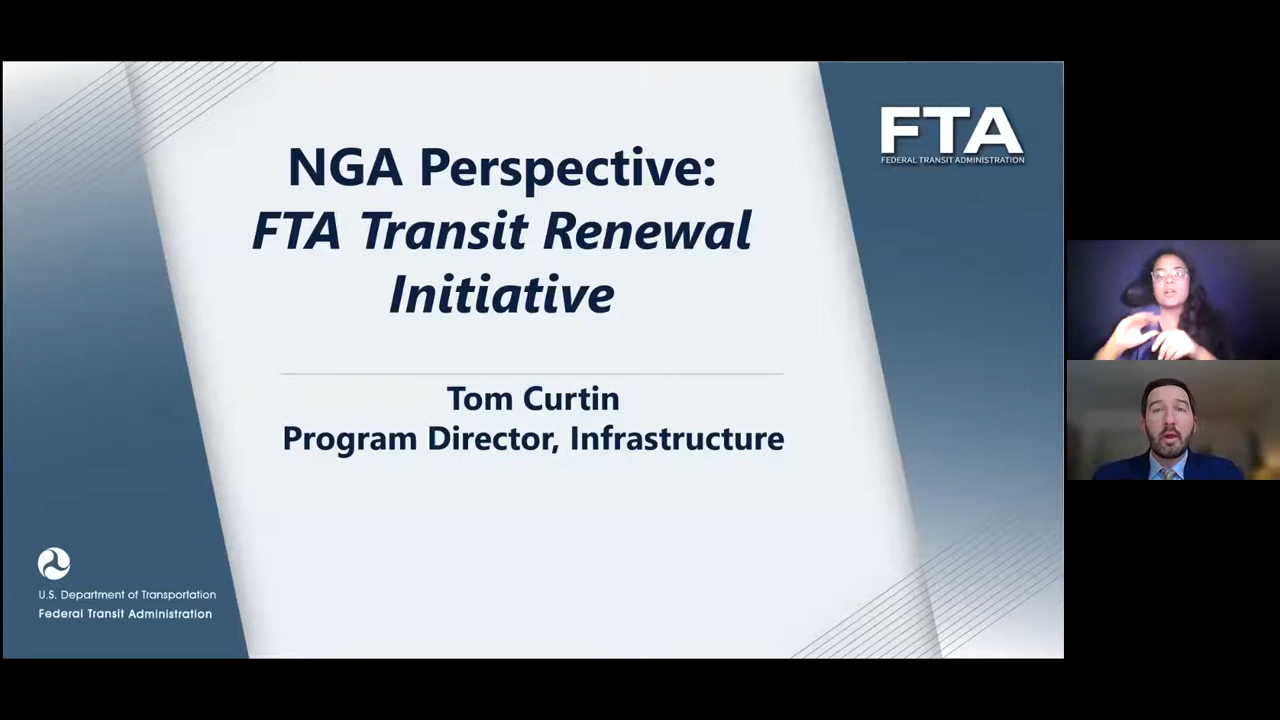 NGA Perspective:
FTA Transit Renewal
Initiative
Tom Curtin
Program Director, Infrastructure
FTA
FEDERAL TRANSIT ADMINISTRATION
U.S. Department of Transportation
Federal Transit Administration